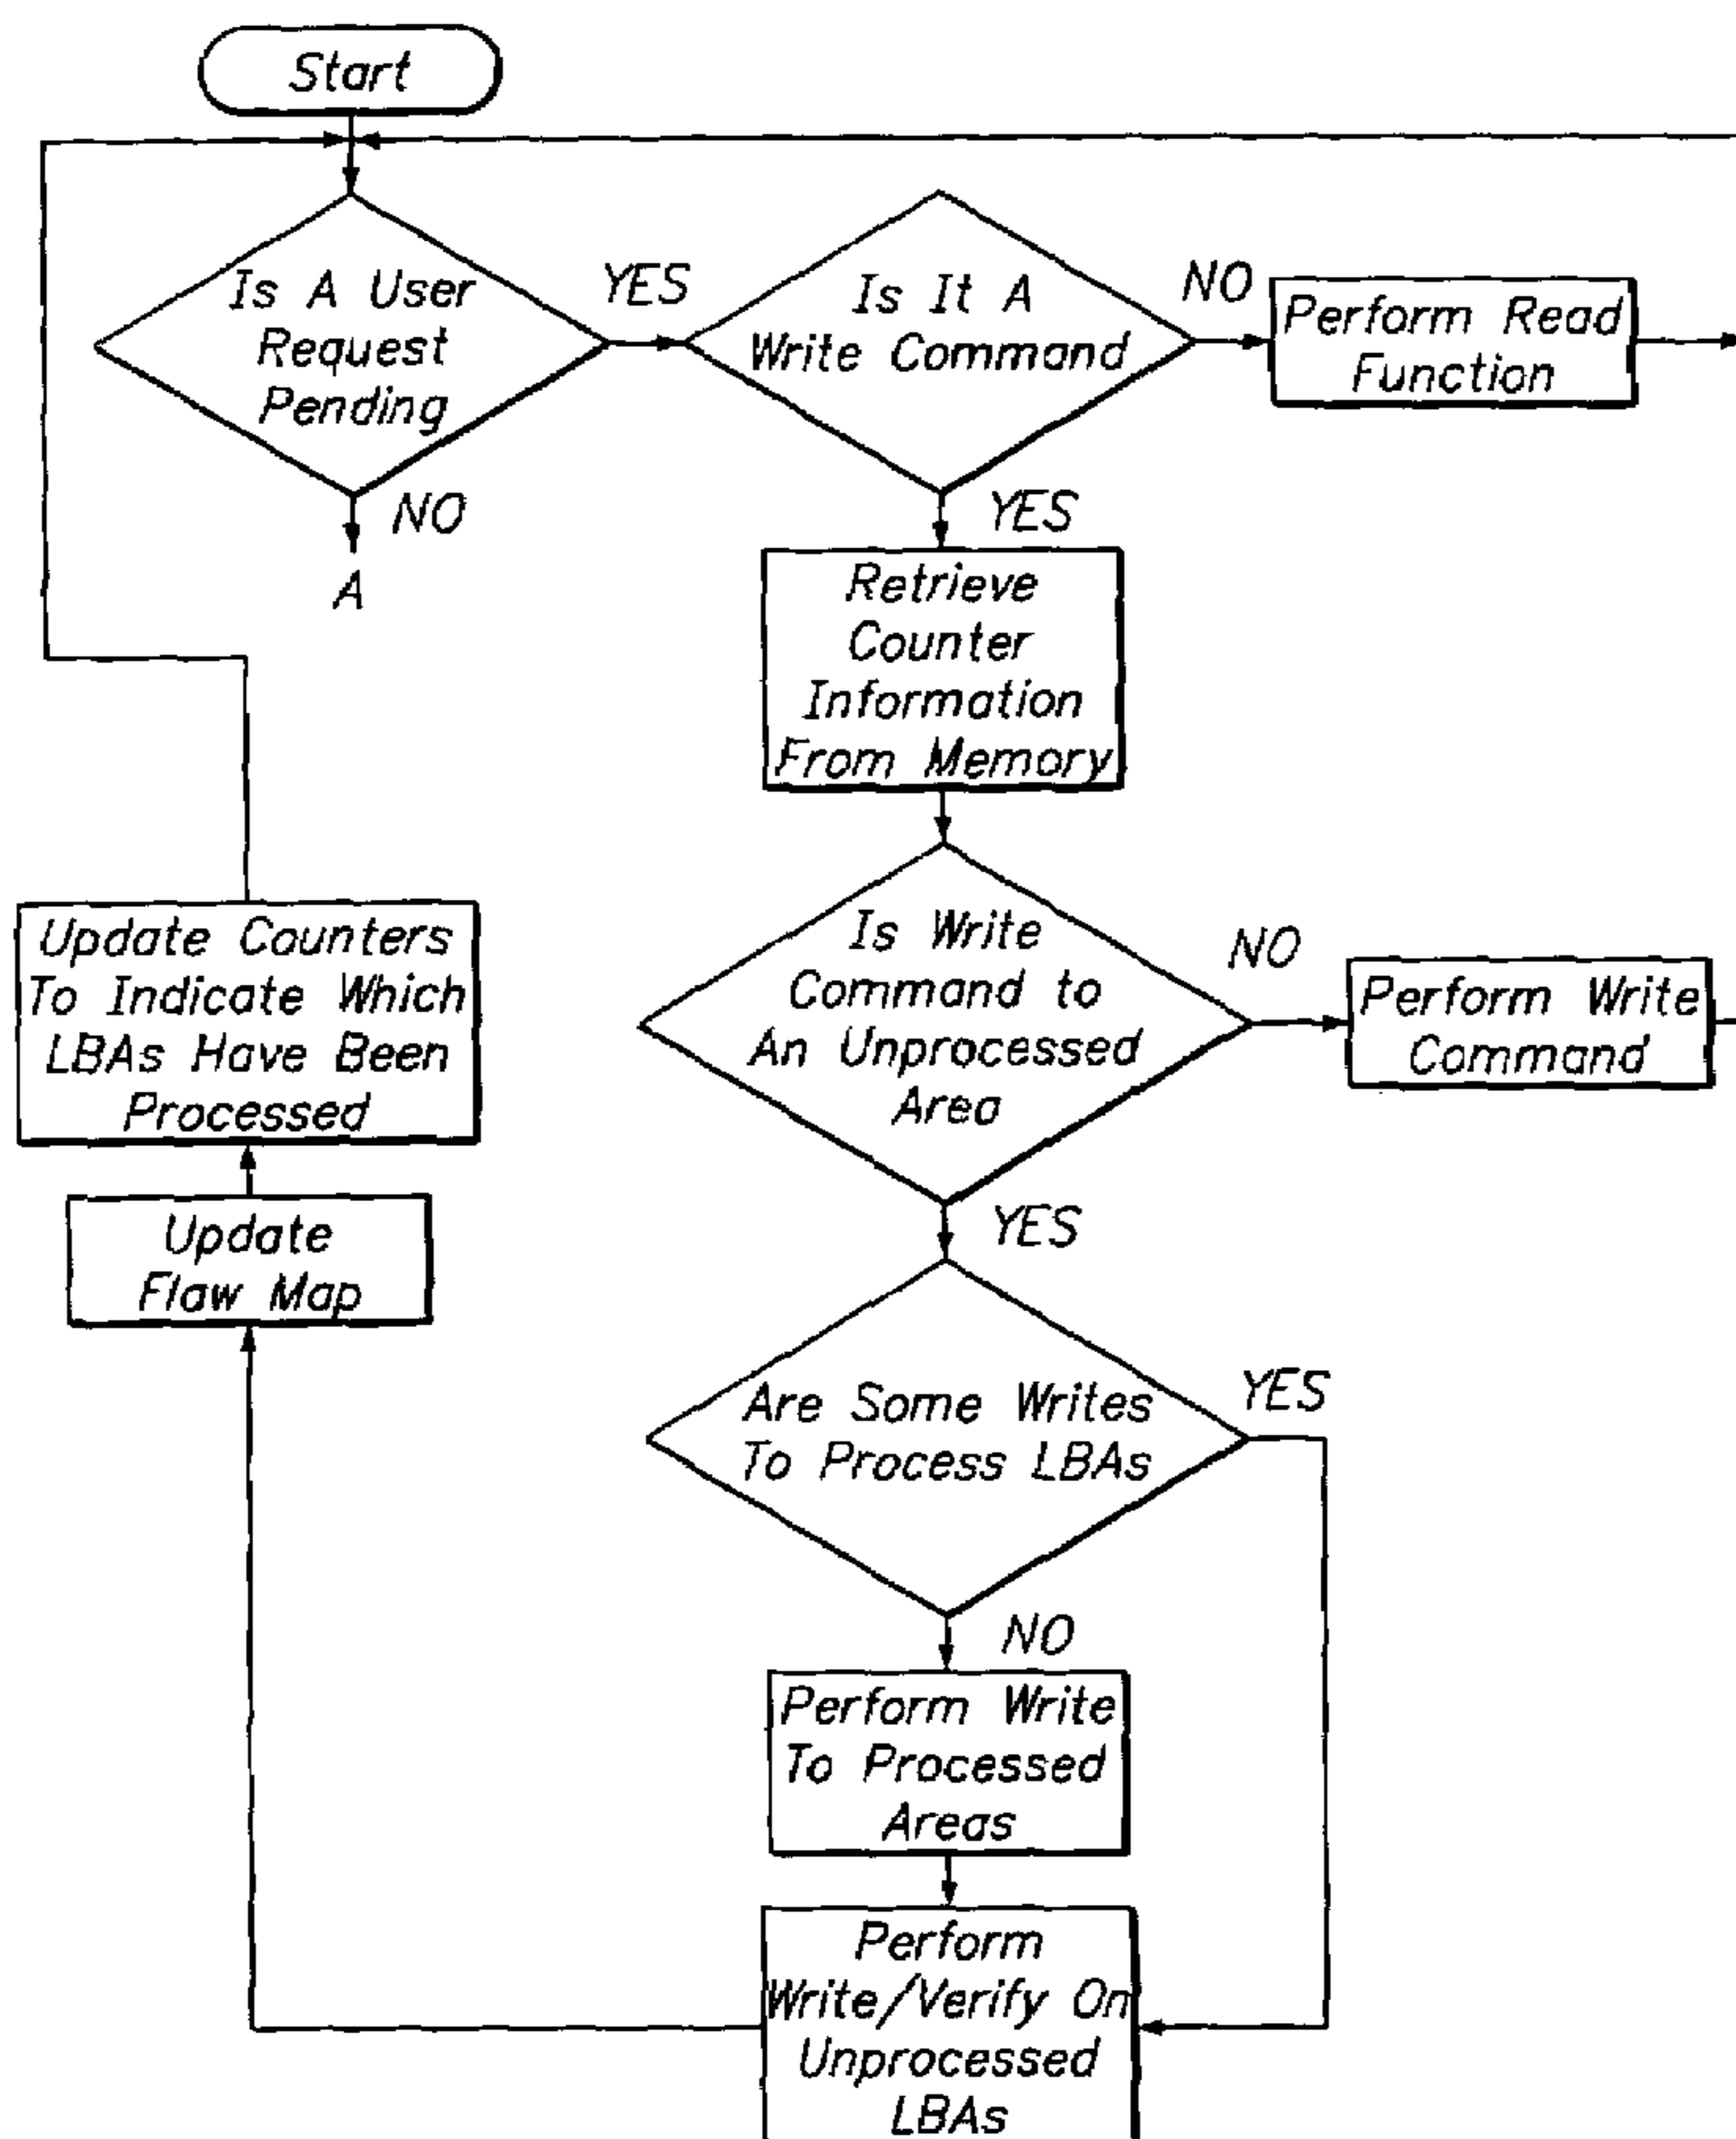 Start
Is A User
Request
Pending
YES
Is It A
Write Command
NO
Perform Read
Function
NO
A
YES
Retrieve
Counter
Information
From Memory
Update Counters
To Indicate Which
LBAs Have Been
Processed
Is Write
Command to
An Unprocessed
Area
NO
Perform Write
Command
Update
Flaw Map
YES
Are Some Writes
To Process LBAs
YES
NO
Perform Write
To Processed
Areas
Perform
Write/Verify On
Unprocessed
LBAs